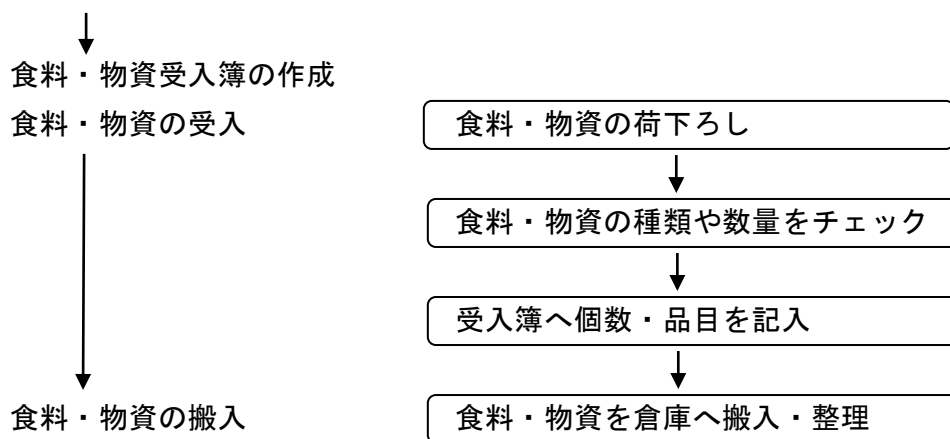 食料・物資受入簿の作成
食料・物資の受入
食料・物資の荷下ろし
食料・物資の種類や数量をチェック
受入簿へ個数・品目を記入
食料・物資の搬入
食料・物資を倉庫へ搬入・整理